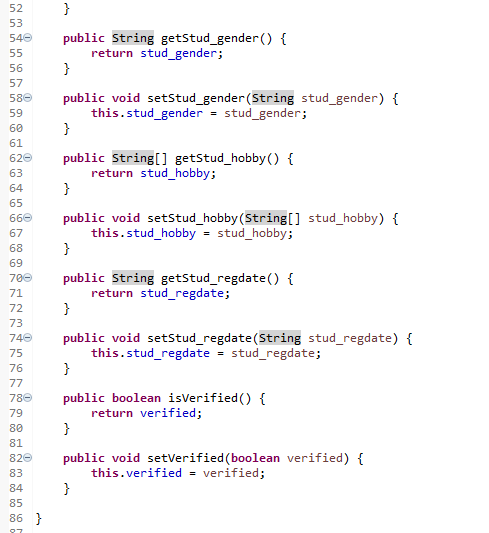 52     }
53
54    public String getStud_gender() {
55        return stud_gender;
56    }
57
58    public void setStud_gender(String stud_gender) {
59        this.stud_gender = stud_gender;
60    }
61
62    public String[] getStud_hobby() {
63        return stud_hobby;
64    }
65
66    public void setStud_hobby(String[] stud_hobby) {
67        this.stud_hobby = stud_hobby;
68    }
69
70    public String getStud_regdate() {
71        return stud_regdate;
72    }
73
74    public void setStud_regdate(String stud_regdate) {
75        this.stud_regdate = stud_regdate;
76    }
77
78    public boolean isVerified() {
79        return verified;
80    }
81
82    public void setVerified(boolean verified) {
83        this.verified = verified;
84    }
85
86 }
87